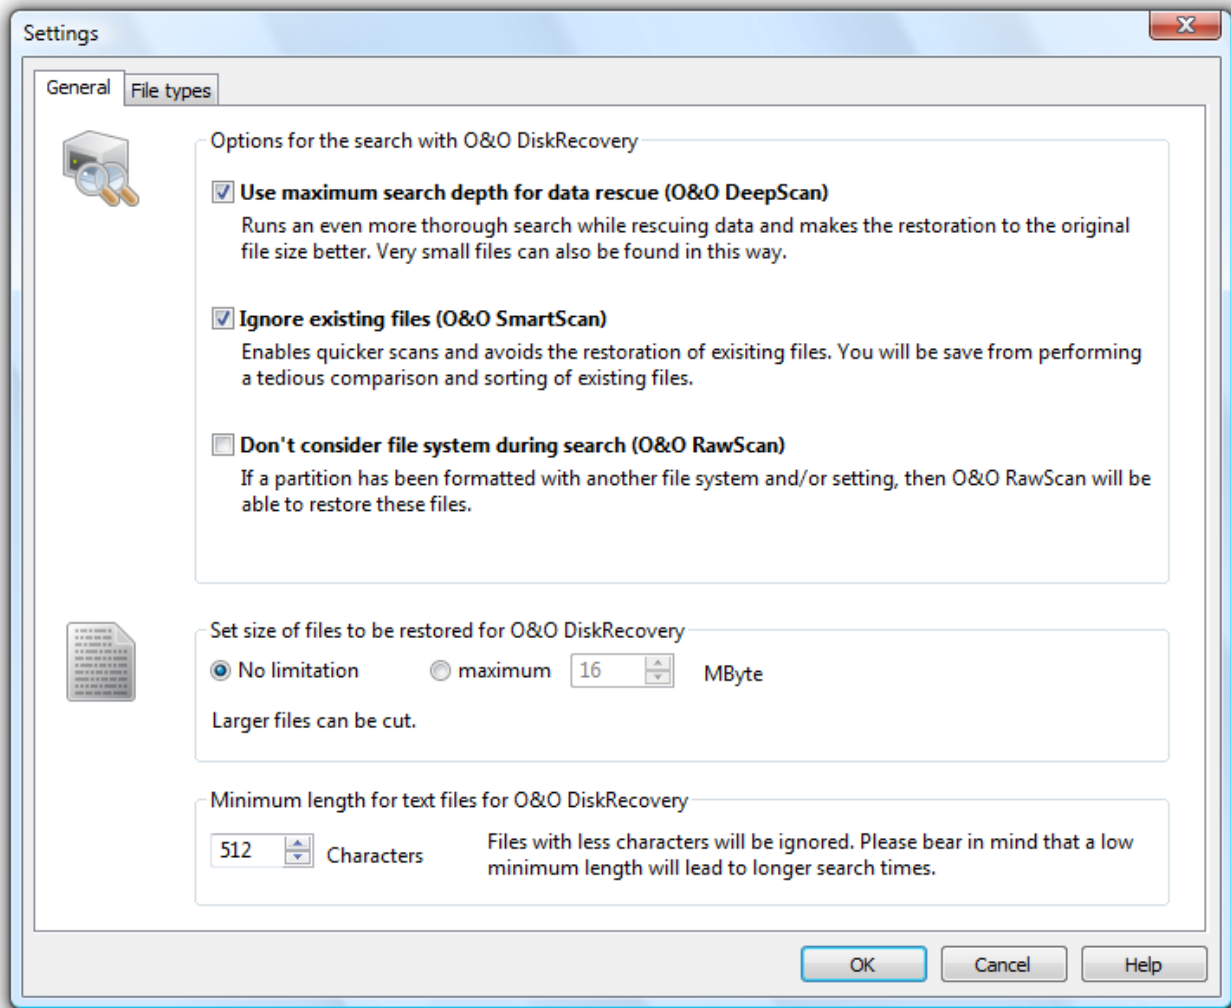 Settings
General
File types
Options for the search with O&O DiskRecovery
Use maximum search depth for data rescue (O&O DeepScan)
Runs an even more thorough search while rescuing data and makes the restoration to the original
file size better. Very small files can also be found in this way.
Ignore existing files (O&O SmartScan)
Enables quicker scans and avoids the restoration of exisiting files. You will be save from performing
a tedious comparison and sorting of existing files.
Don't consider file system during search (O&O RawScan)
If a partition has been formatted with another file system and/or setting, then O&O RawScan will be
able to restore these files.
Set size of files to be restored for O&O DiskRecovery
No limitation maximum 16 MByte
Larger files can be cut.
Minimum length for text files for O&O DiskRecovery
512 Characters
Files with less characters will be ignored. Please bear in mind that a low
minimum length will lead to longer search times.
OK Cancel Help